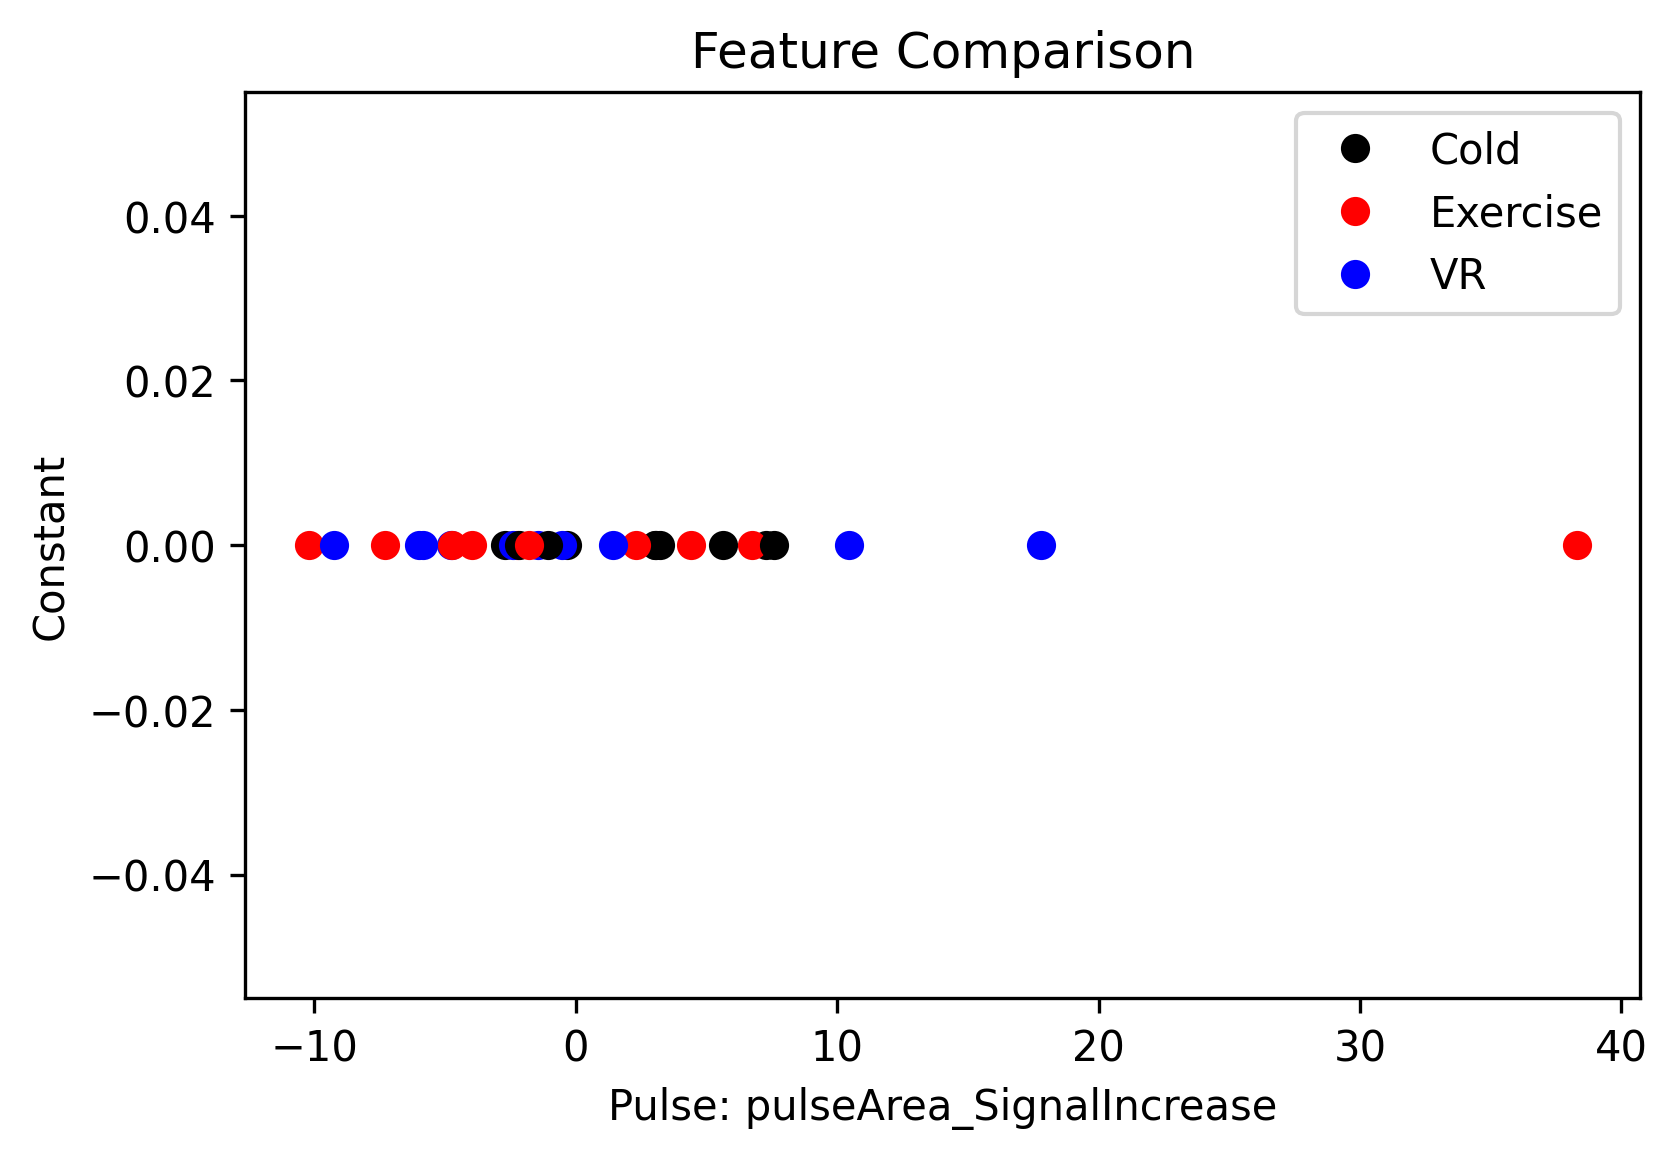 Feature Comparison
Cold
Exercise
VR
0.04
0.02
0.00
−0.02
−0.04
Constant
−10 0 10 20 30 40
Pulse: pulseArea_SignalIncrease